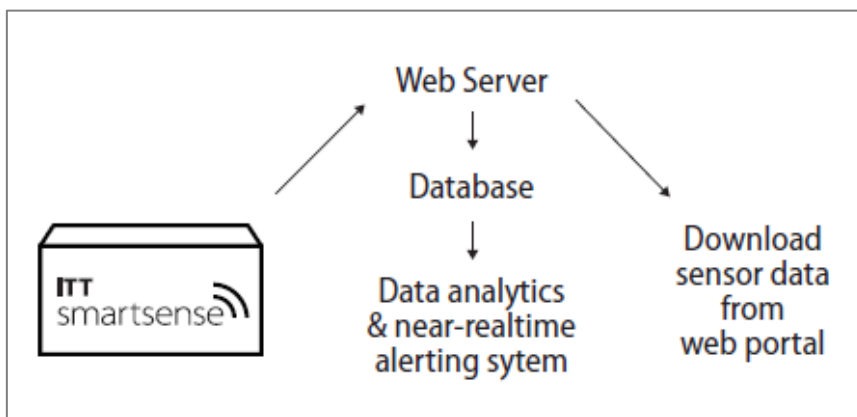 Web Server
Database
ITT
smartsense
Data analytics
& near-realtime
alerting sytem
Download
sensor data
from
web portal